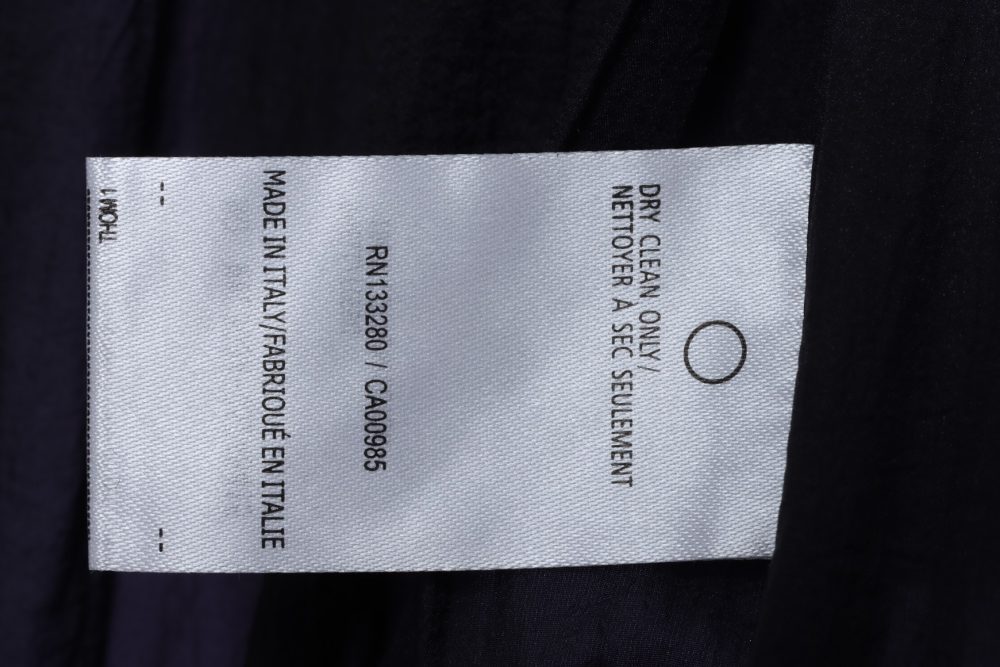 DRY CLEAN ONLY/
NETTOYER À SEC SEULEMENT
RN133280 / CA00985
MADE IN ITALY/FABRIQUÉ EN ITALIE
-- --